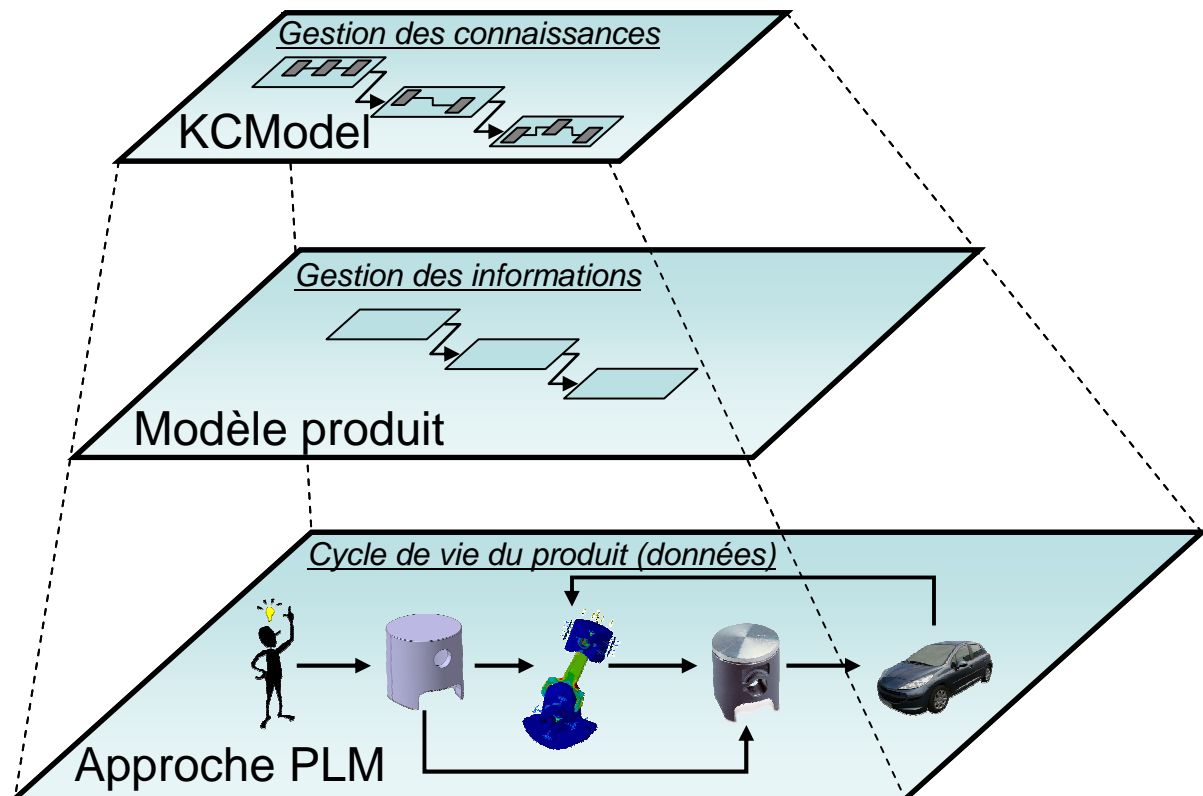 Gestion des connaissances
KCModel
Gestion des informations
Modèle produit
Cycle de vie du produit (données)
Approche PLM